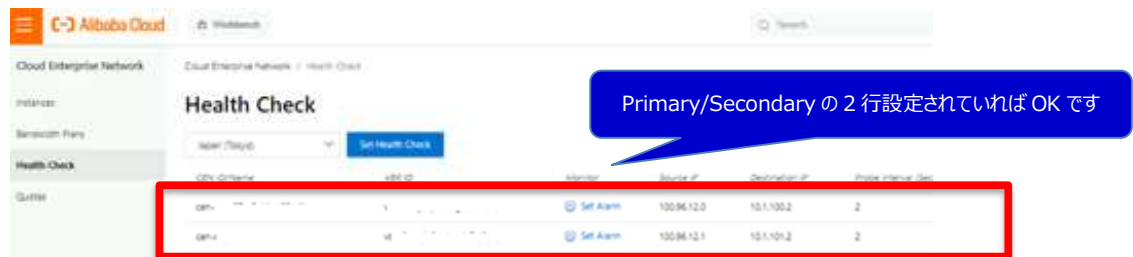 Alibaba Cloud
Workbench
Search
Cloud Enterprise Network
Cloud Enterprise Network / Health Check
Instances
Health Check
Primary/Secondary の 2 行設定されていれば OK です
Bandwidth Plans
Japan (Tokyo)
Set Health Check
Health Check
CEN ID/Name
VBR ID
Monitor
Source IP
Destination IP
Probe Interval (Sec
Quotas
cen-
Set Alarm
100.96.12.0
10.1.100.2
2
cen-
Set Alarm
100.96.12.1
10.1.101.2
2